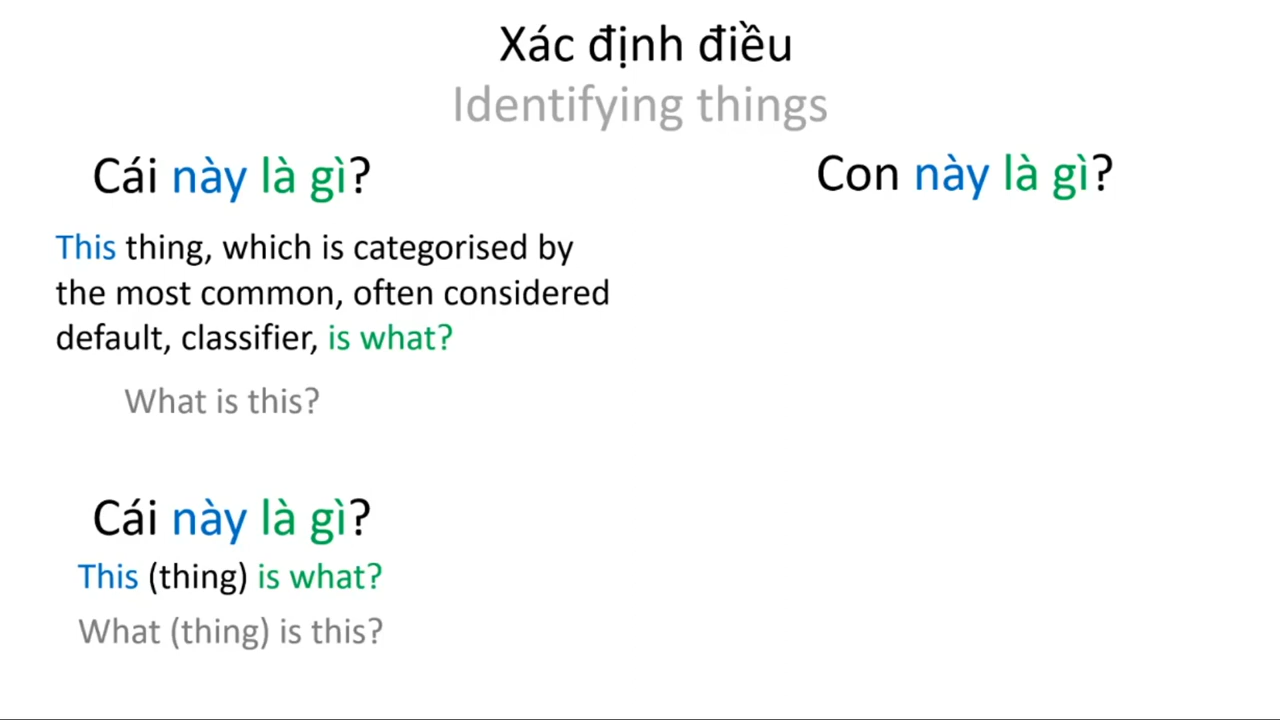 Xác định điều
Identifying things
Cái này là gì?
This thing, which is categorised by
the most common, often considered
default, classifier, is what?
What is this?
Cái này là gì?
This (thing) is what?
What (thing) is this?
Con này là gì?